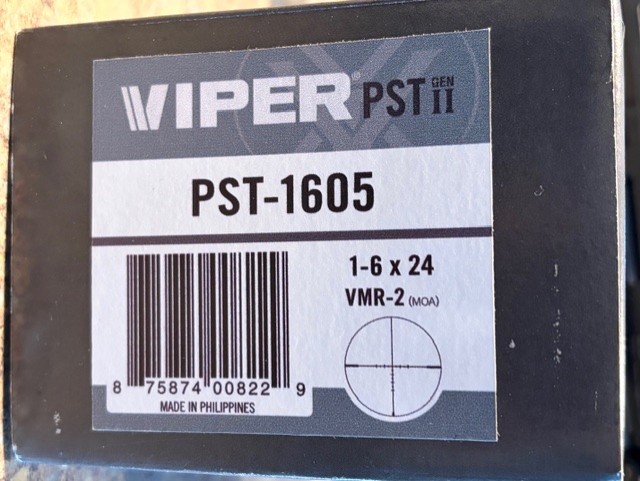 VIPER® PST GEN II
PST-1605
1-6 x 24
VMR-2 (MOA)
8 75874 00822 9
MADE IN PHILIPPINES